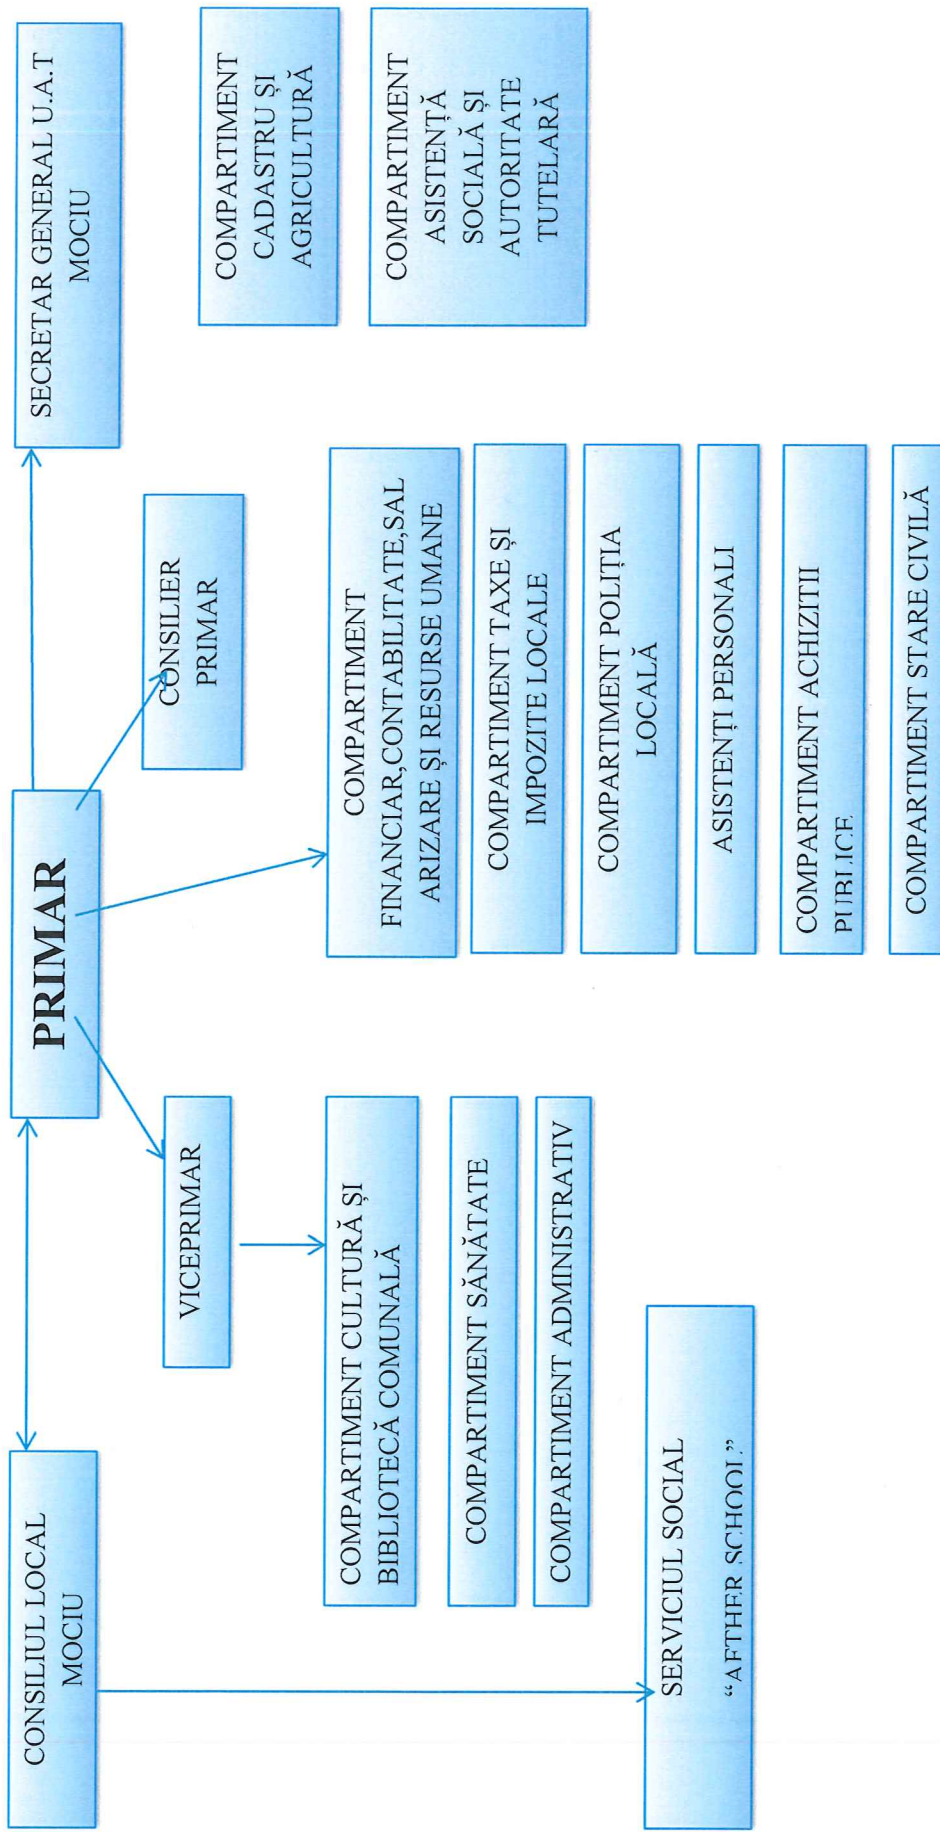 CONSILIUL LOCAL
MOCIU
PRIMAR
SECRETAR GENERAL U.A.T
MOCIU
VICEPRIMAR
CONSILIER
PRIMAR
COMPARTIMENT CULTURĂ ȘI
BIBLIOTECĂ COMUNALĂ
COMPARTIMENT SĂNĂTATE
COMPARTIMENT ADMINISTRATIV
SERVICIUL SOCIAL
“AFTHER SCHOOL”
COMPARTIMENT
FINANCIAR,CONTABILITATE,SAL
ARIZARE ȘI RESURSE UMANE
COMPARTIMENT TAXE ȘI
IMPOZITE LOCALE
COMPARTIMENT POLIȚIA
LOCALĂ
ASISTENȚI PERSONALI
COMPARTIMENT ACHIZITII
PUBLICE
COMPARTIMENT STARE CIVILĂ
COMPARTIMENT
CADASTRU ȘI
AGRICULTURĂ
COMPARTIMENT
ASISTENȚĂ
SOCIALĂ ȘI
AUTORITATE
TUTELARĂ